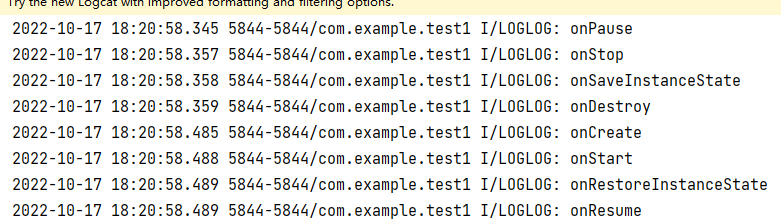 Try the new Logcat with improved formatting and filtering options.
2022-10-17 18:20:58.345 5844-5844/com.example.test1 I/LOGLOG: onPause
2022-10-17 18:20:58.357 5844-5844/com.example.test1 I/LOGLOG: onStop
2022-10-17 18:20:58.358 5844-5844/com.example.test1 I/LOGLOG: onSaveInstanceState
2022-10-17 18:20:58.359 5844-5844/com.example.test1 I/LOGLOG: onDestroy
2022-10-17 18:20:58.485 5844-5844/com.example.test1 I/LOGLOG: onCreate
2022-10-17 18:20:58.488 5844-5844/com.example.test1 I/LOGLOG: onStart
2022-10-17 18:20:58.489 5844-5844/com.example.test1 I/LOGLOG: onRestoreInstanceState
2022-10-17 18:20:58.489 5844-5844/com.example.test1 I/LOGLOG: onResume